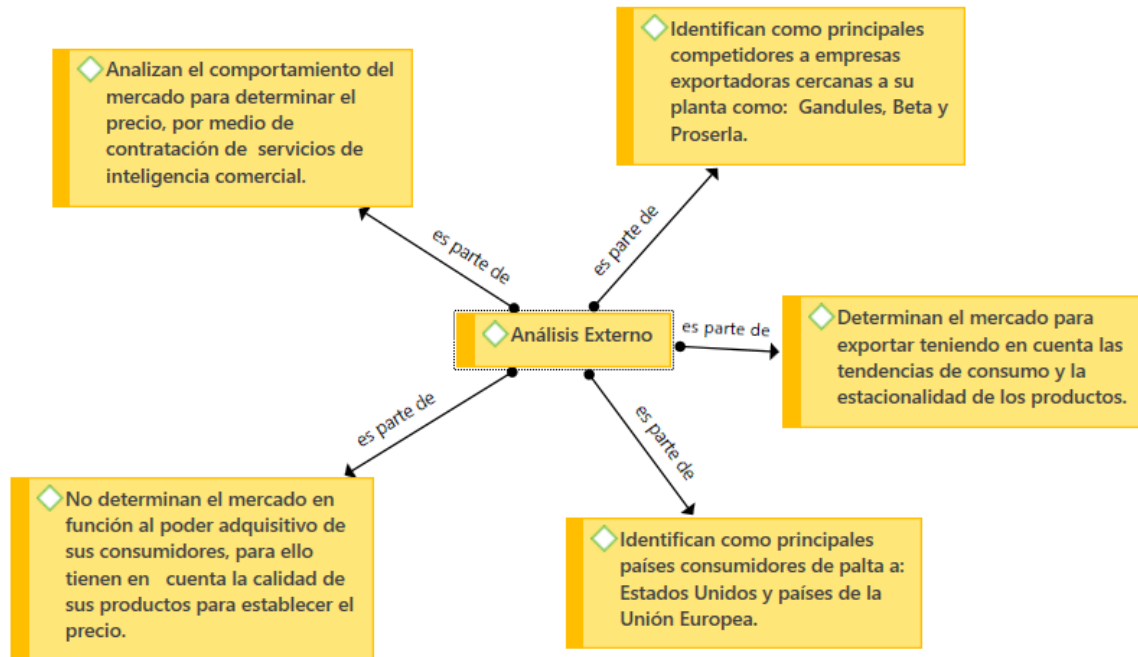 Analizan el comportamiento del
mercado para determinar el
precio, por medio de
contratación de servicios de
inteligencia comercial.
Identifican como principales
competidores a empresas
exportadoras cercanas a su
planta como: Gandules, Beta y
Proserla.
es parte de
es parte de
Análisis Externo
es parte de
Determinan el mercado para
exportar teniendo en cuenta las
tendencias de consumo y la
estacionalidad de los productos.
es parte de
es parte de
No determinan el mercado en
función al poder adquisitivo de
sus consumidores, para ello
tienen en cuenta la calidad de
sus productos para establecer el
precio.
Identifican como principales
países consumidores de palta a:
Estados Unidos y países de la
Unión Europea.